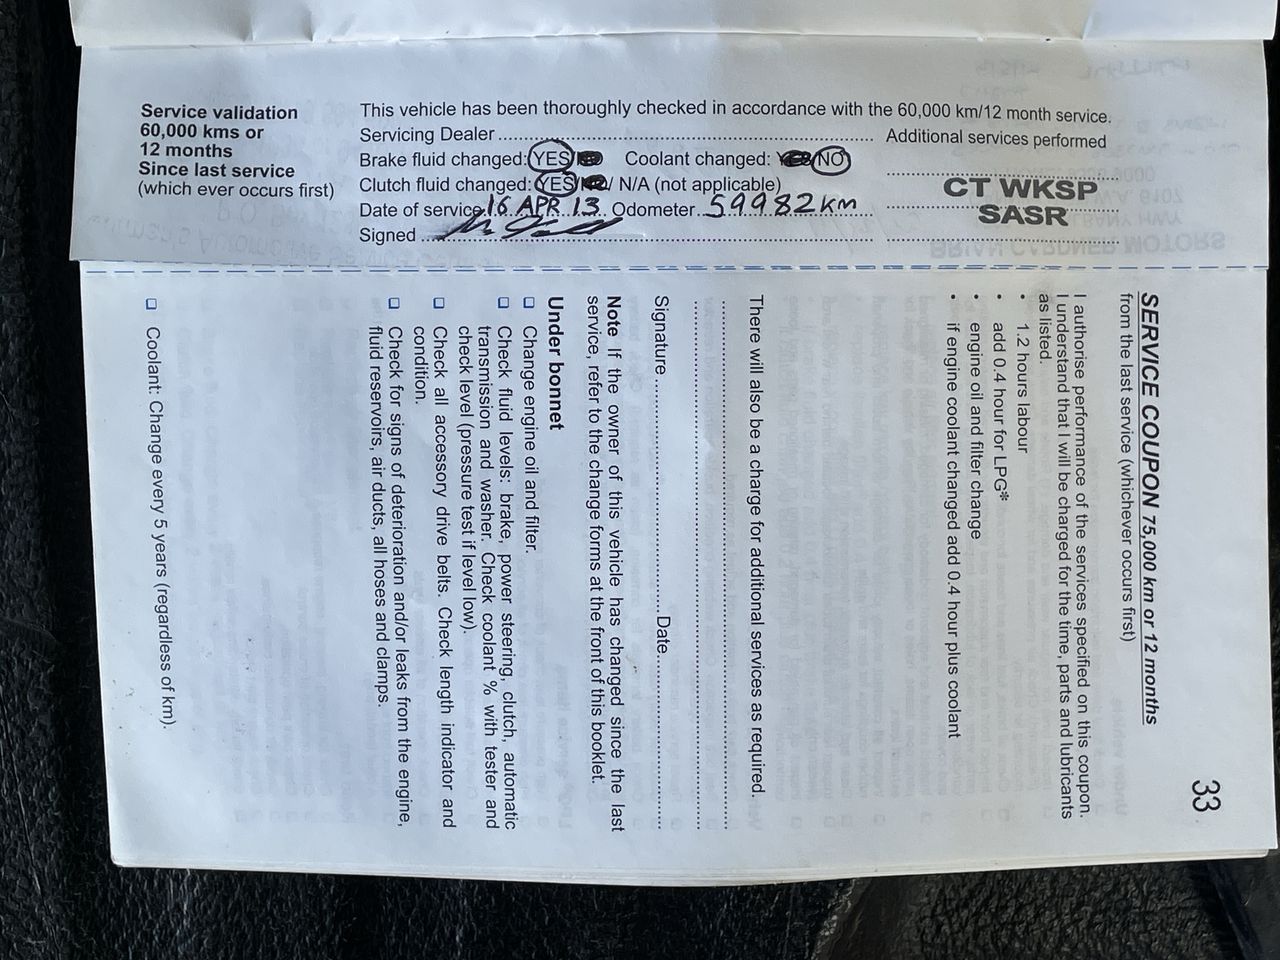 Service validation
60,000 kms or
12 months
Since last service
(which ever occurs first)
This vehicle has been thoroughly checked in accordance with the 60,000 km/12 month service.
Servicing Dealer
Additional services performed
Brake fluid changed: YES Coolant changed: YES NO
Clutch fluid changed: YES / NO / N/A (not applicable)
Date of service 16 APR 13 Odometer 59982 KM
Signed
CT WKSP
SASR
33
SERVICE COUPON 75,000 km or 12 months
from the last service (whichever occurs first)
I authorise performance of the services specified on this coupon.
I understand that I will be charged for the time, parts and lubricants
as listed.
• 1.2 hours labour
• add 0.4 hour for LPG*
• engine oil and filter change
• if engine coolant changed add 0.4 hour plus coolant
There will also be a charge for additional services as required.
Signature Date
Note If the owner of this vehicle has changed since the last
service, refer to the change forms at the front of this booklet.
Under bonnet
Change engine oil and filter.
Check fluid levels: brake, power steering, clutch, automatic
transmission and washer. Check coolant % with tester and
check level (pressure test if level low).
Check all accessory drive belts. Check length indicator and
condition.
Check for signs of deterioration and/or leaks from the engine,
fluid reservoirs, air ducts, all hoses and clamps.
Coolant: Change every 5 years (regardless of km).